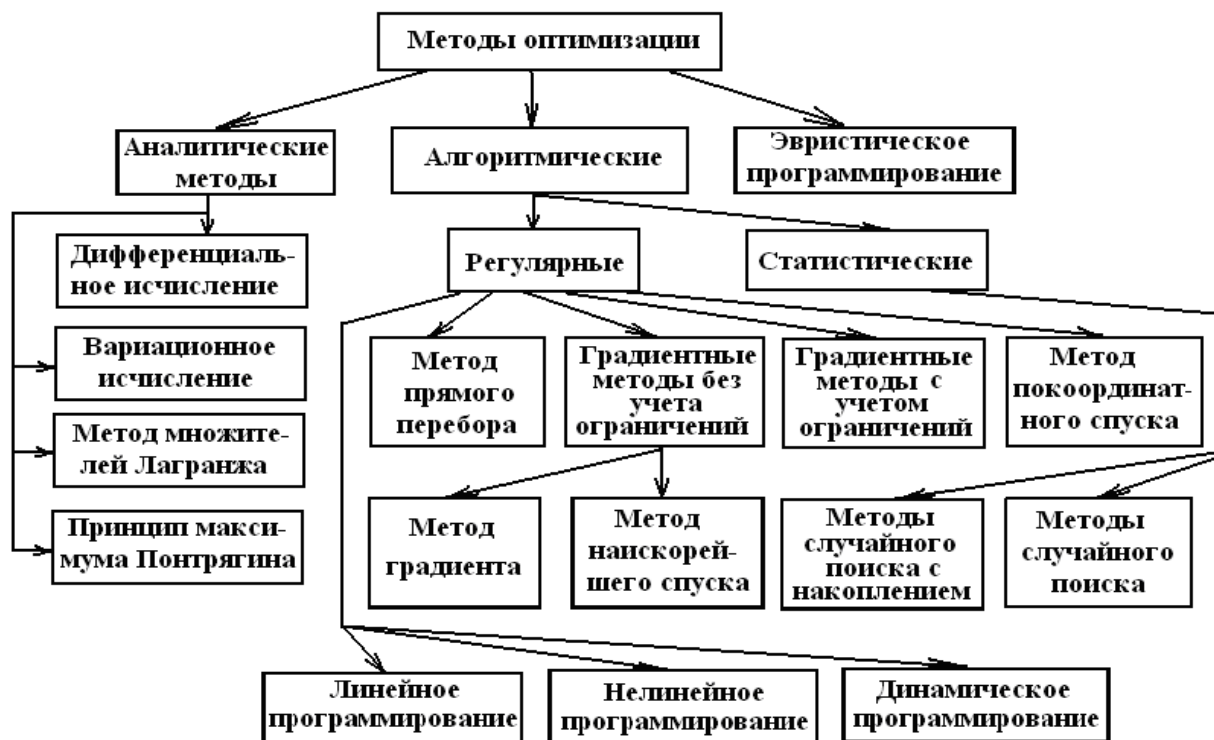 Методы оптимизации
Аналитические
методы
Алгоритмические
Эвристическое
программирование
Дифференциаль-
ное исчисление
Вариационное
исчисление
Метод множите-
лей Лагранжа
Принцип макси-
мума Понтрягина
Регулярные
Статистические
Метод
прямого
перебора
Градиентные
методы без
учета
ограничений
Градиентные
методы с
учетом
ограничений
Метод
покоординат-
ного спуска
Метод
градиента
Метод
наискорей-
шего спуска
Методы
случайного
поиска с
накоплением
Методы
случайного
поиска
Линейное
программирование
Нелинейное
программирование
Динамическое
программирование